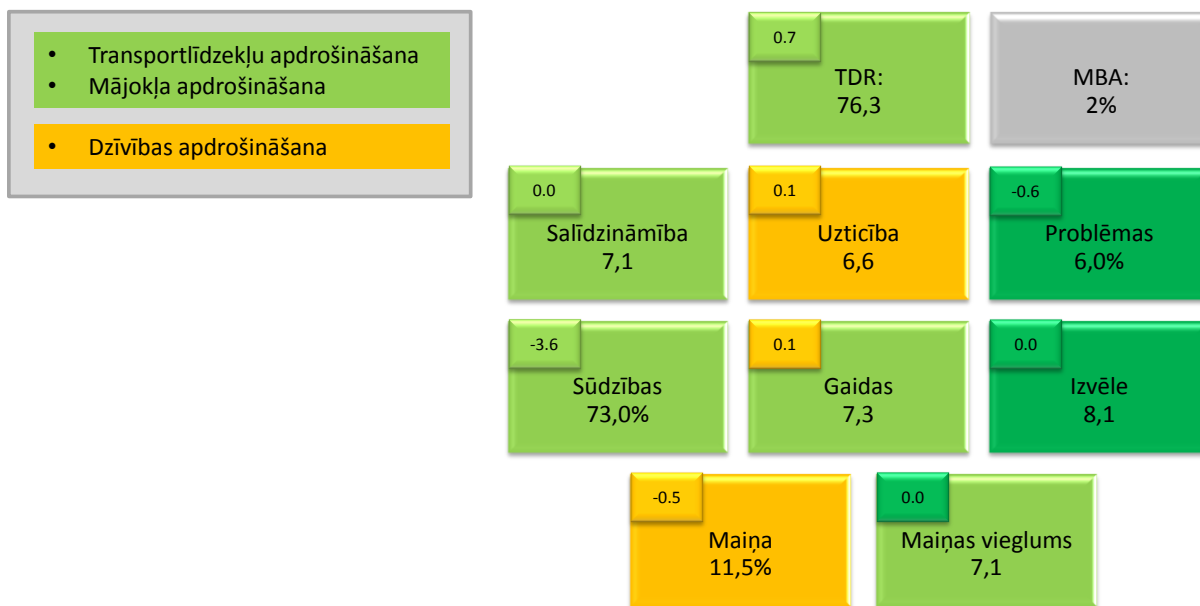 • Transportlīdzekļu apdrošināšana
• Mājokļa apdrošināšana
• Dzīvības apdrošināšana
0.7
TDR:
76,3
MBA:
2%
0.0
Salīdzināmība
7,1
0.1
Uzticība
6,6
-0.6
Problēmas
6,0%
-3.6
Sūdzības
73,0%
0.1
Gaidas
7,3
0.0
Izvēle
8,1
-0.5
Maiņa
11,5%
0.0
Maiņas vieglums
7,1